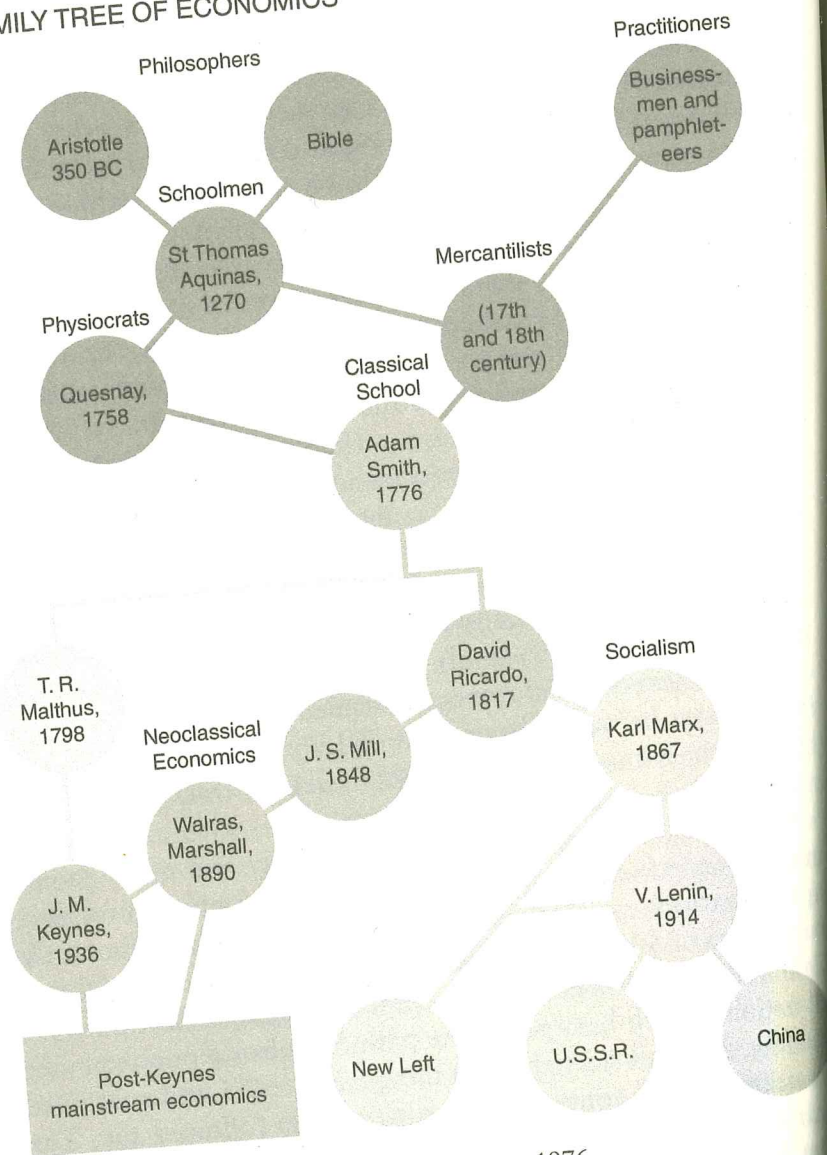 MILY TREE OF ECONOMICS
Philosophers
Practitioners
Aristotle
350 BC
Bible
Business-
men and
pamphlet-
eers
Schoolmen
St Thomas
Aquinas,
1270
Mercantilists
(17th
and 18th
century)
Physiocrats
Quesnay,
1758
Classical
School
Adam
Smith,
1776
T. R.
Malthus,
1798
David
Ricardo,
1817
Socialism
Karl Marx,
1867
Neoclassical
Economics
J. S. Mill,
1848
Walras,
Marshall,
1890
J. M.
Keynes,
1936
V. Lenin,
1914
Post-Keynes
mainstream economics
New Left
U.S.S.R.
China